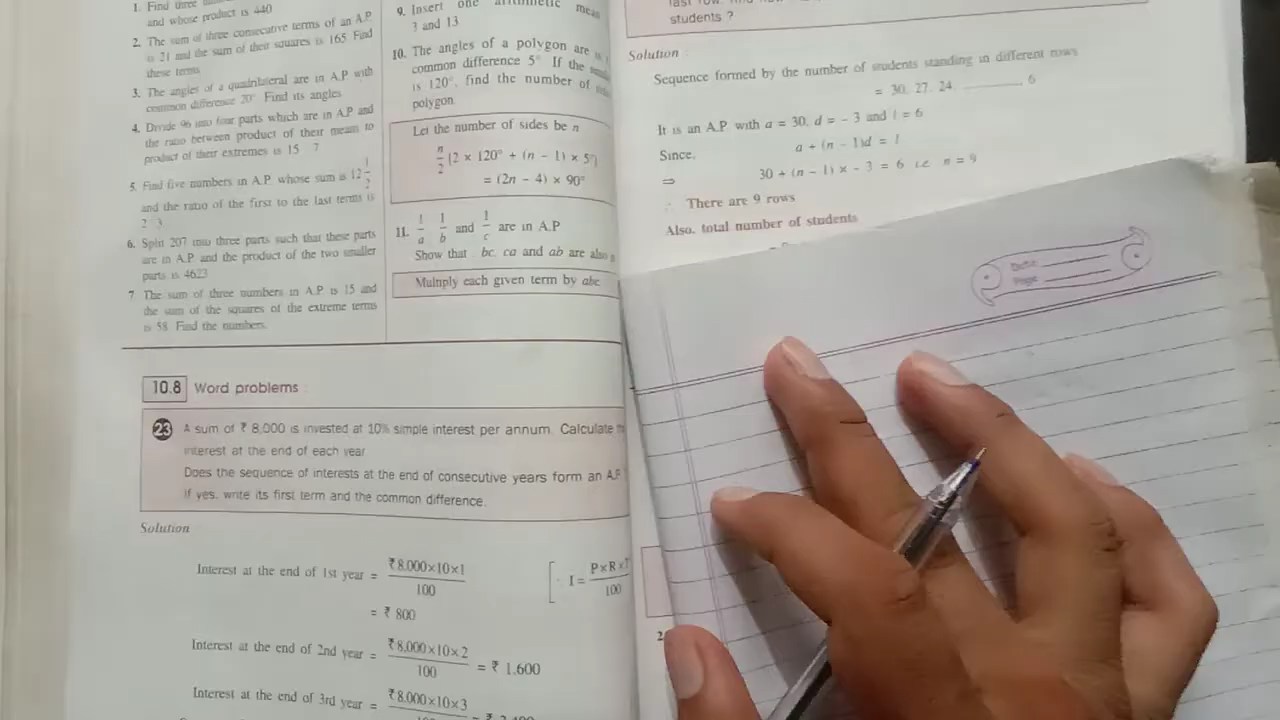 1. Find three
and whose product is 440
2. The sum of three consecutive terms of an A.P.
is 21 and the sum of their squares is 165. Find
these terms
3. The angles of a quadrilateral are in A.P. with
common difference 20°. Find its angles.
4. Divide 96 into four parts which are in A.P. and
the ratio between product of their means to
product of their extremes is 15 : 7
5. Find five numbers in A.P. whose sum is 12 1/2
and the ratio of the first to the last terms is
2 : 3.
6. Split 207 into three parts such that these parts
are in A.P. and the product of the two smaller
parts is 4623
7. The sum of three numbers in A.P. is 15 and
the sum of the squares of the extreme terms
is 58. Find the numbers.
9. Insert one arithmetic mean
3 and 13
10. The angles of a polygon are
common difference 5°. If the
is 120°, find the number of
polygon.
Let the number of sides be n
n/2 [2 × 120° + (n − 1) × 5°]
= (2n − 4) × 90°
11. 1/a, 1/b and 1/c are in A.P
Show that : bc, ca and ab are also
Multiply each given term by abc
10.8 Word problems :
23 A sum of ₹ 8,000 is invested at 10% simple interest per annum. Calculate
interest at the end of each year
Does the sequence of interests at the end of consecutive years form an A.P.
If yes, write its first term and the common difference.
Solution
Interest at the end of 1st year = ₹8,000×10×1/100 [∵ I = P×R×T/100
= ₹ 800
Interest at the end of 2nd year = ₹8,000×10×2/100 = ₹ 1,600
Interest at the end of 3rd year = ₹8,000×10×3
last row.
students ?
Solution :
Sequence formed by the number of students standing in different rows
= 30, 27, 24, ............... 6
It is an A.P. with a = 30, d = − 3 and l = 6
Since, a + (n − 1)d = l
⇒ 30 + (n − 1) × − 3 = 6 i.e. n = 9
∴ There are 9 rows
Also, total number of students
Date
Page